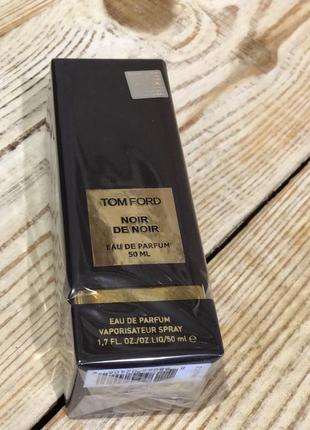 TOM FORD
NOIR
DE NOIR
EAU DE PARFUM
50 ML
EAU DE PARFUM
VAPORISATEUR SPRAY
1,7 FL. OZ./OZ.LIQ/50 ml ℮